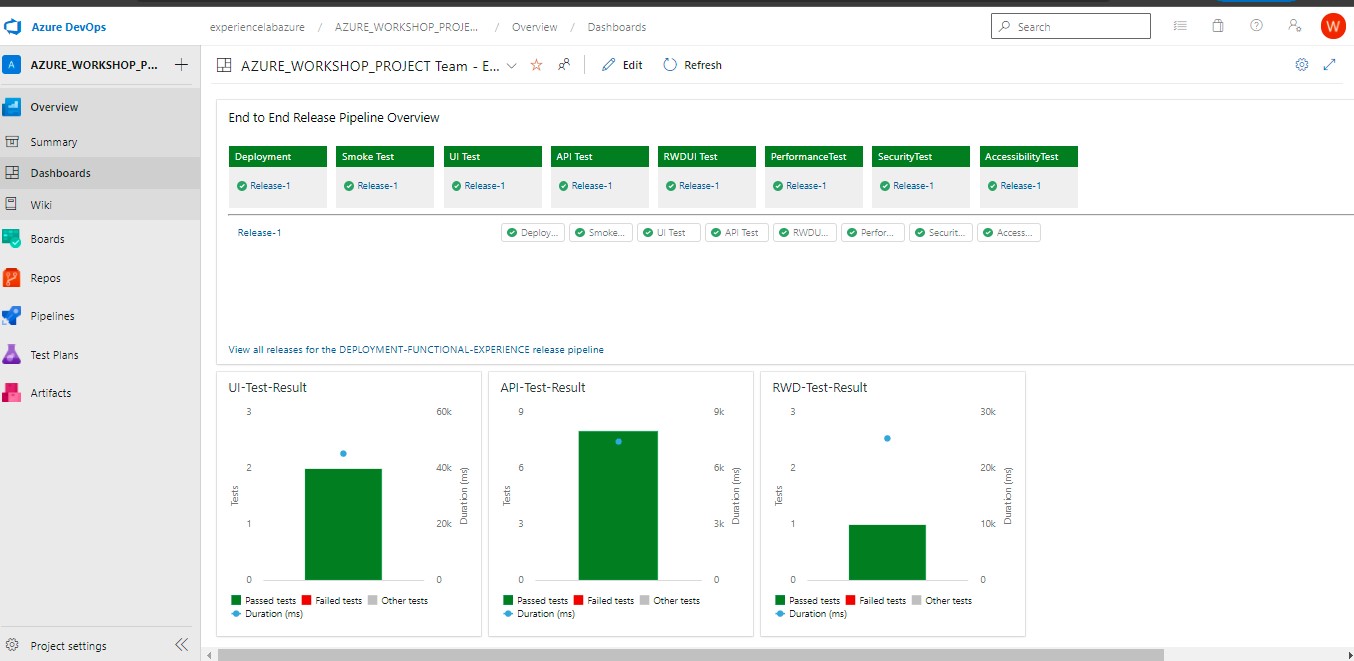 Azure DevOps
experiencelabazure / AZURE_WORKSHOP_PROJE... / Overview / Dashboards
Search
W
A AZURE_WORKSHOP_P...
AZURE_WORKSHOP_PROJECT Team - E...
Edit
Refresh
Overview
Summary
Dashboards
Wiki
Boards
Repos
Pipelines
Test Plans
Artifacts
Project settings
End to End Release Pipeline Overview
Deployment Smoke Test UI Test API Test RWDUI Test PerformanceTest SecurityTest AccessibilityTest
Release-1 Release-1 Release-1 Release-1 Release-1 Release-1 Release-1 Release-1
Release-1 Deploy... Smoke... UI Test API Test RWDU... Perfor... Securit... Access...
View all releases for the DEPLOYMENT-FUNCTIONAL-EXPERIENCE release pipeline
UI-Test-Result
3 60k
2 40k
1 20k
0 0
Tests
Duration (ms)
Passed tests Failed tests Other tests
Duration (ms)
API-Test-Result
9 9k
6 6k
3 3k
0 0
Tests
Duration (ms)
Passed tests Failed tests Other tests
Duration (ms)
RWD-Test-Result
3 30k
2 20k
1 10k
0 0
Tests
Duration (ms)
Passed tests Failed tests Other tests
Duration (ms)